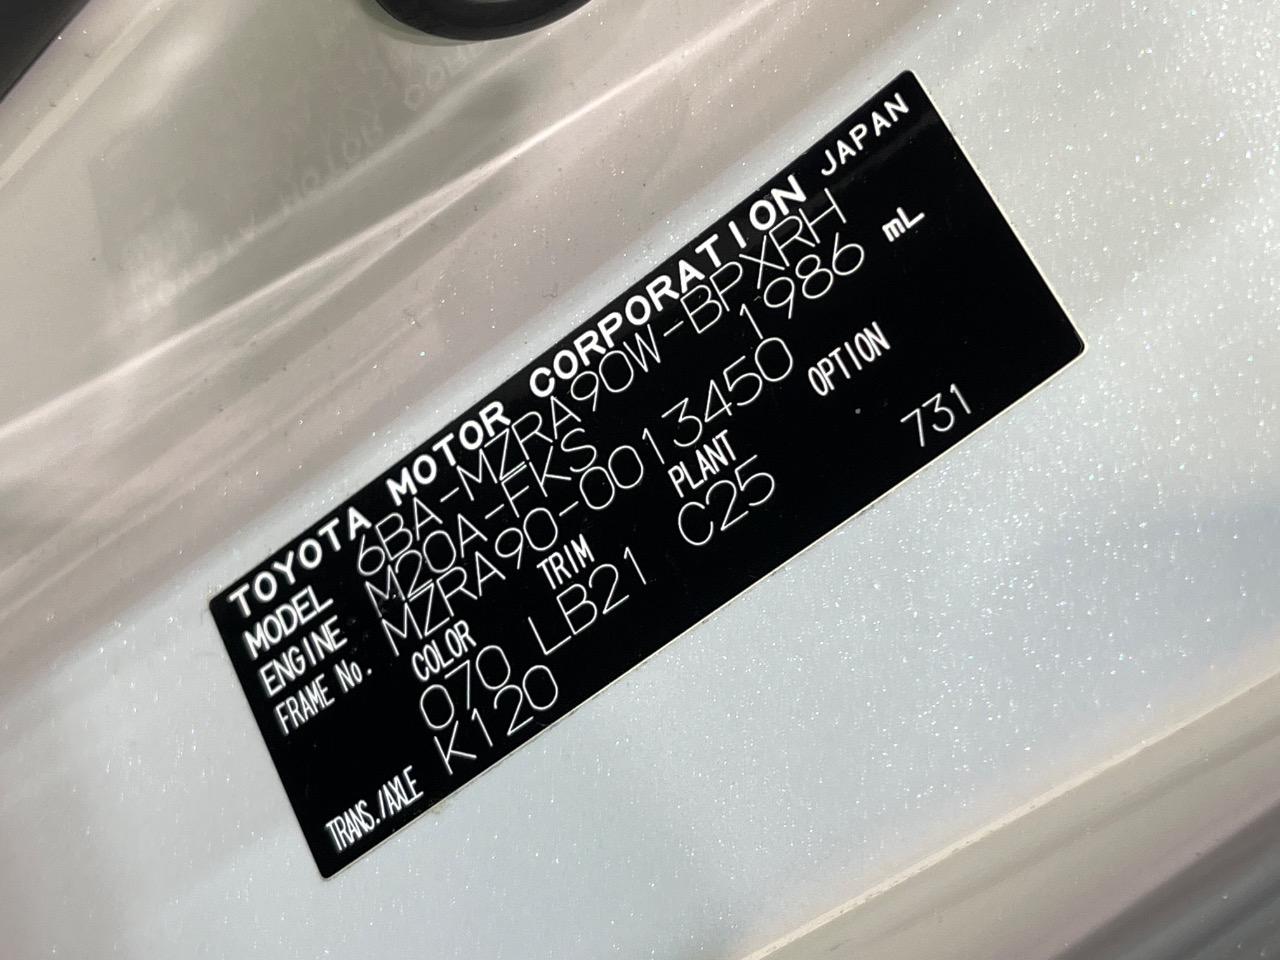 TOYOTA MOTOR CORPORATION JAPAN
MODEL 6BA-MZRA90W-BPXRH
ENGINE M20A-FKS 1986 mL
FRAME No. MZRA90-0013450
COLOR TRIM PLANT OPTION
070 LB21 C25 731
TRANS./AXLE K120